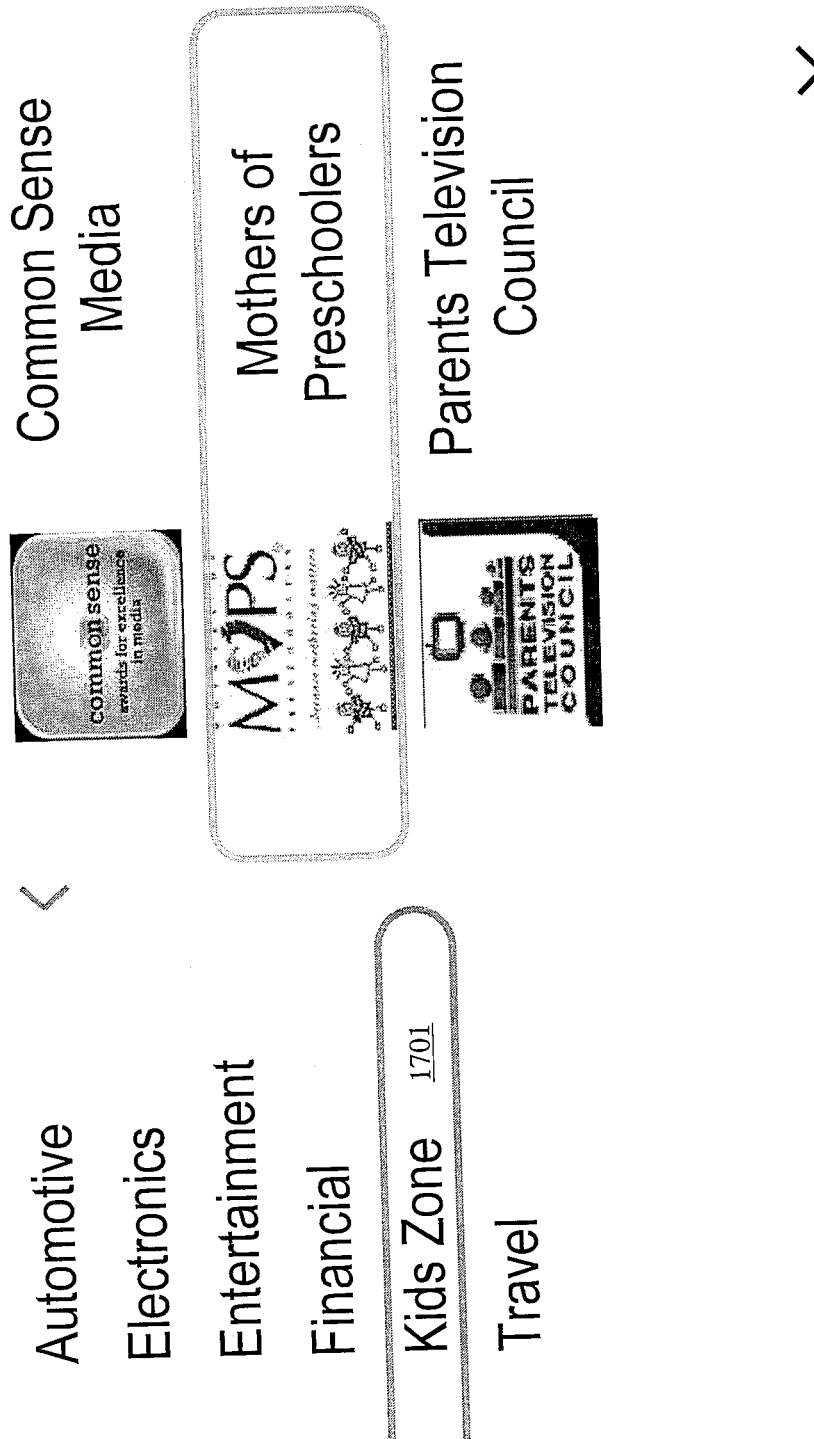 Automotive
Electronics
Entertainment
Financial
Kids Zone 1701
Travel
common sense
awards for excellence
in media
Common Sense
Media
MOPS
Mothers of
Preschoolers
PARENTS
TELEVISION
COUNCIL
Parents Television
Council